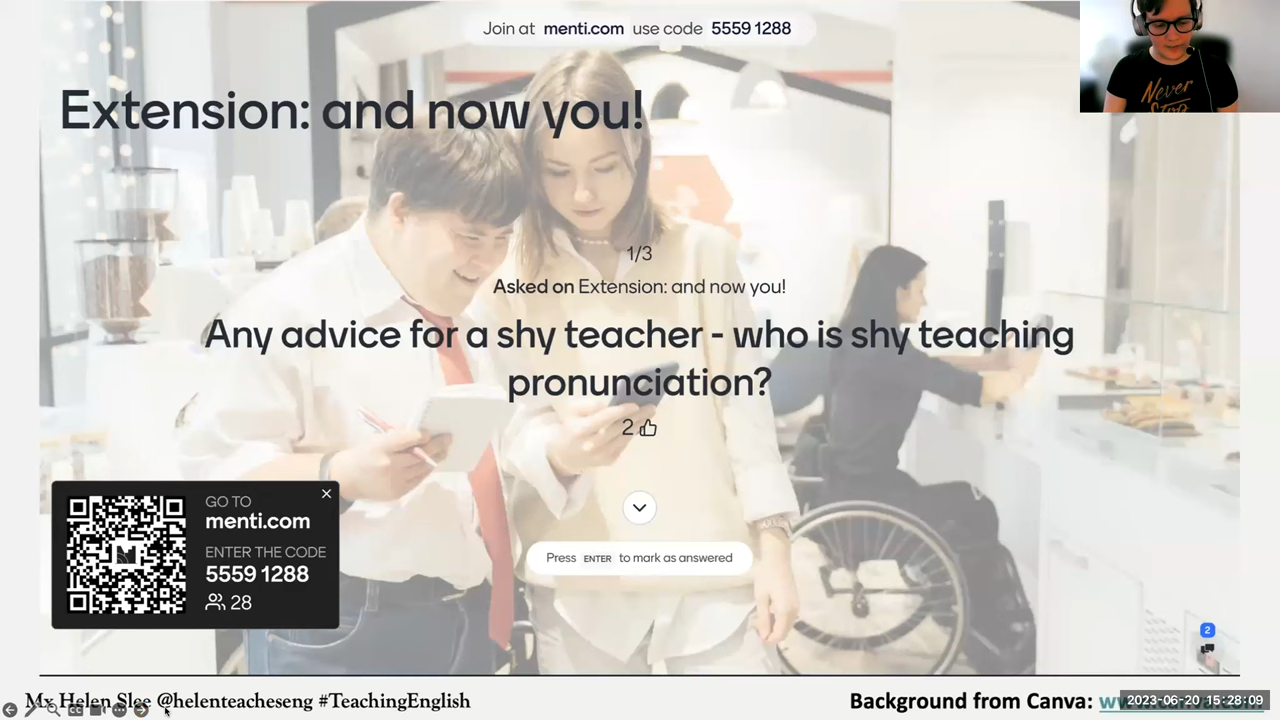 Join at menti.com use code 5559 1288
Extension: and now you!
Never
Stop
1/3
Asked on Extension: and now you!
Any advice for a shy teacher - who is shy teaching
pronunciation?
2
Press ENTER to mark as answered
GO TO
menti.com
ENTER THE CODE
5559 1288
28
2
Mx Helen Slee @helenteacheseng #TeachingEnglish
Background from Canva:
2023-06-20 15:28:09